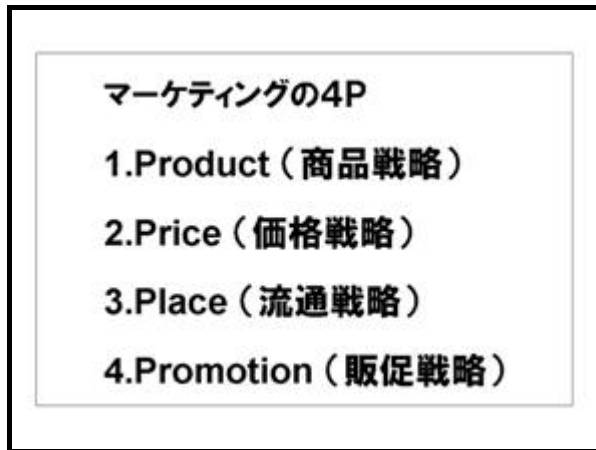 マーケティングの4P
1.Product（商品戦略）
2.Price（価格戦略）
3.Place（流通戦略）
4.Promotion（販促戦略）